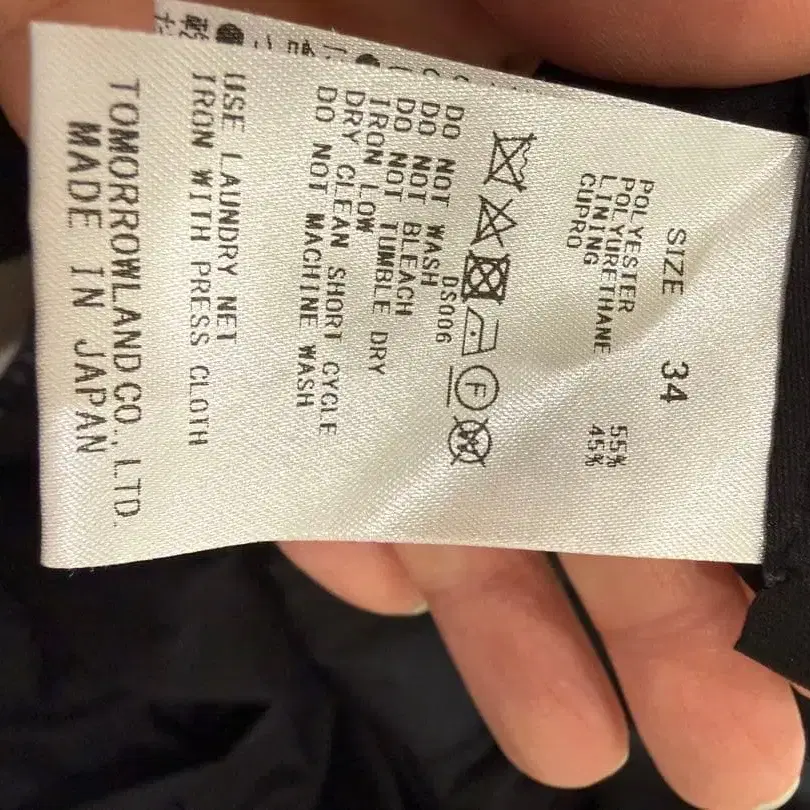 SIZE 34
POLYESTER 55%
POLYURETHANE 45%
LINING
CUPRO
F W
DS006
DO NOT WASH
DO NOT BLEACH
DO NOT TUMBLE DRY
IRON LOW
DRY CLEAN SHORT CYCLE
DO NOT MACHINE WASH
USE LAUNDRY NET
IRON WITH PRESS CLOTH
TOMORROWLAND CO., LTD.
MADE IN JAPAN